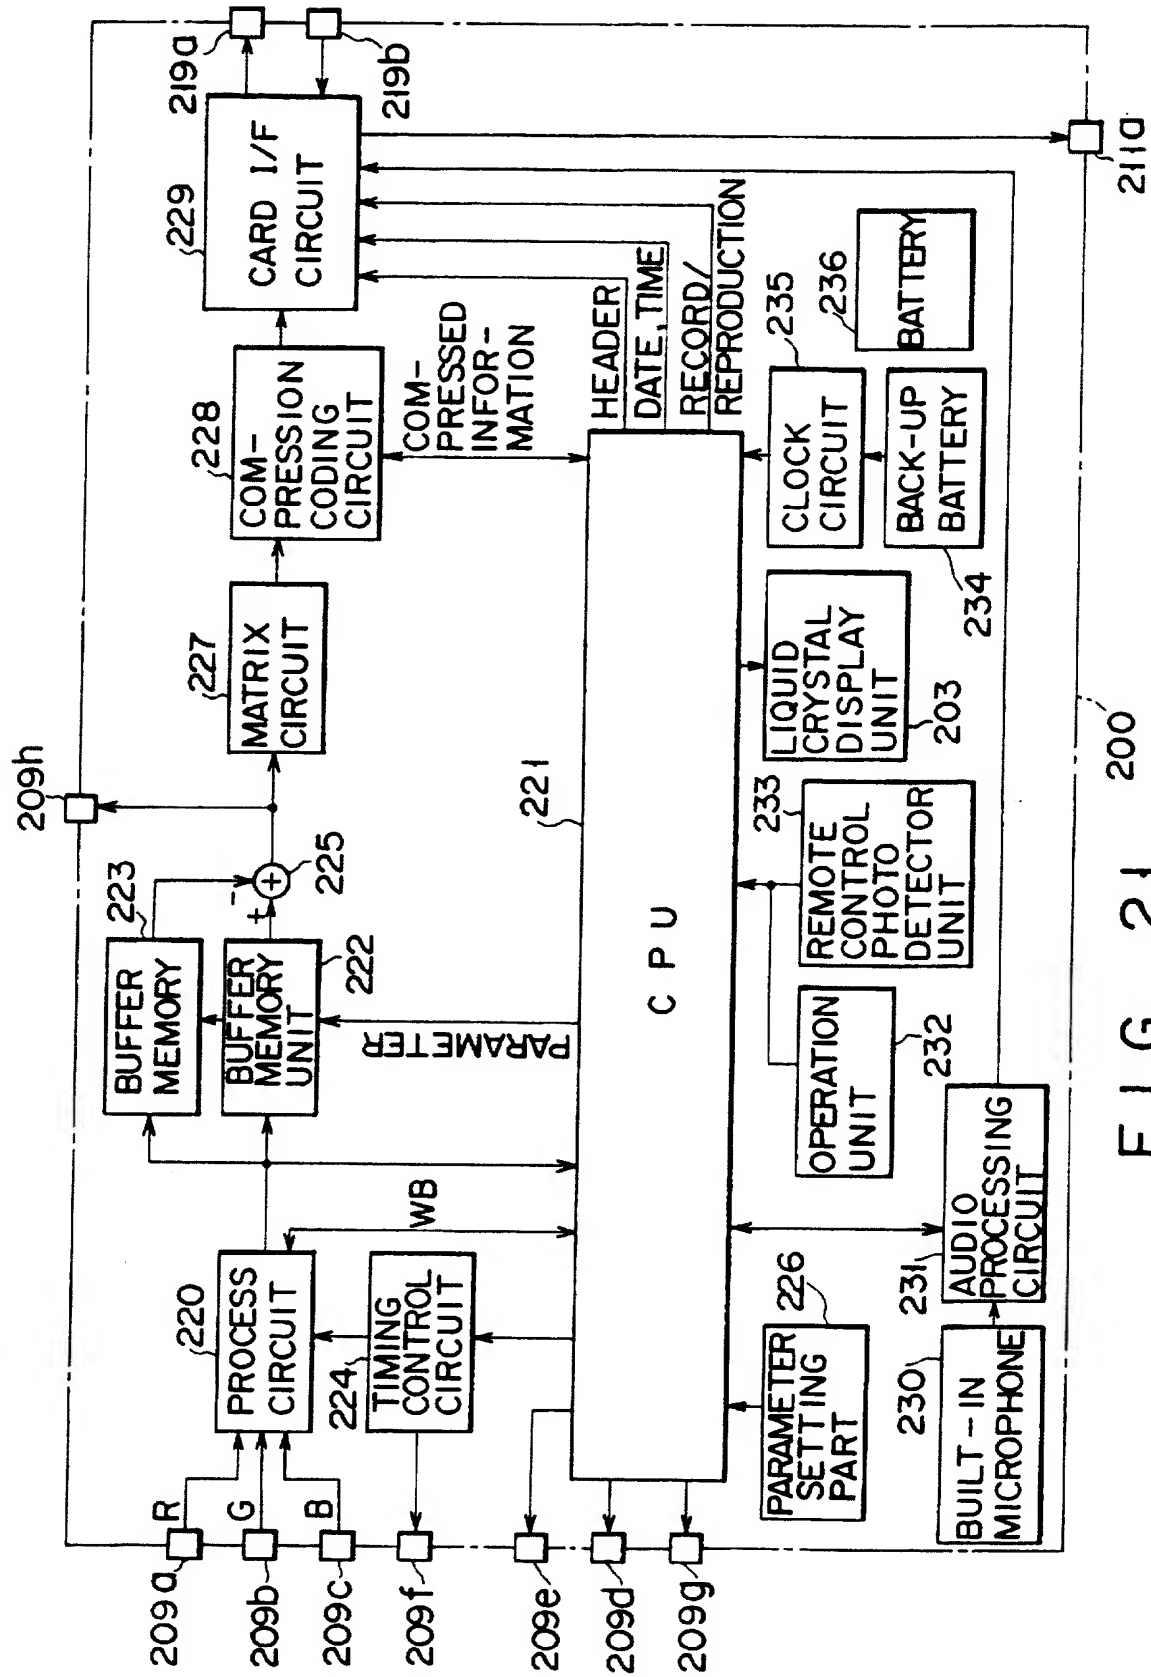 209h
219a
219b
223
BUFFER
MEMORY
BUFFER
MEMORY
UNIT
222
-
+
+
225
227
MATRIX
CIRCUIT
228
COM-
PRESSION
CODING
CIRCUIT
229
CARD I/F
CIRCUIT
209a
R
209b
G
209c
B
220
PROCESS
CIRCUIT
WB
PARAMETER
COM-
PRESSED
INFOR-
MATION
209f
224
TIMING
CONTROL
CIRCUIT
HEADER
DATE, TIME
RECORD/
REPRODUCTION
209e
209d
209g
221
CPU
226
PARAMETER
SETTING
PART
OPERATION
UNIT
232
233
REMOTE
CONTROL
PHOTO
DETECTOR
UNIT
LIQUID
CRYSTAL
DISPLAY
UNIT
203
235
CLOCK
CIRCUIT
BACK-UP
BATTERY
234
236
BATTERY
230
BUILT-IN
MICROPHONE
231
AUDIO
PROCESSING
CIRCUIT
200
211a
FIG 21